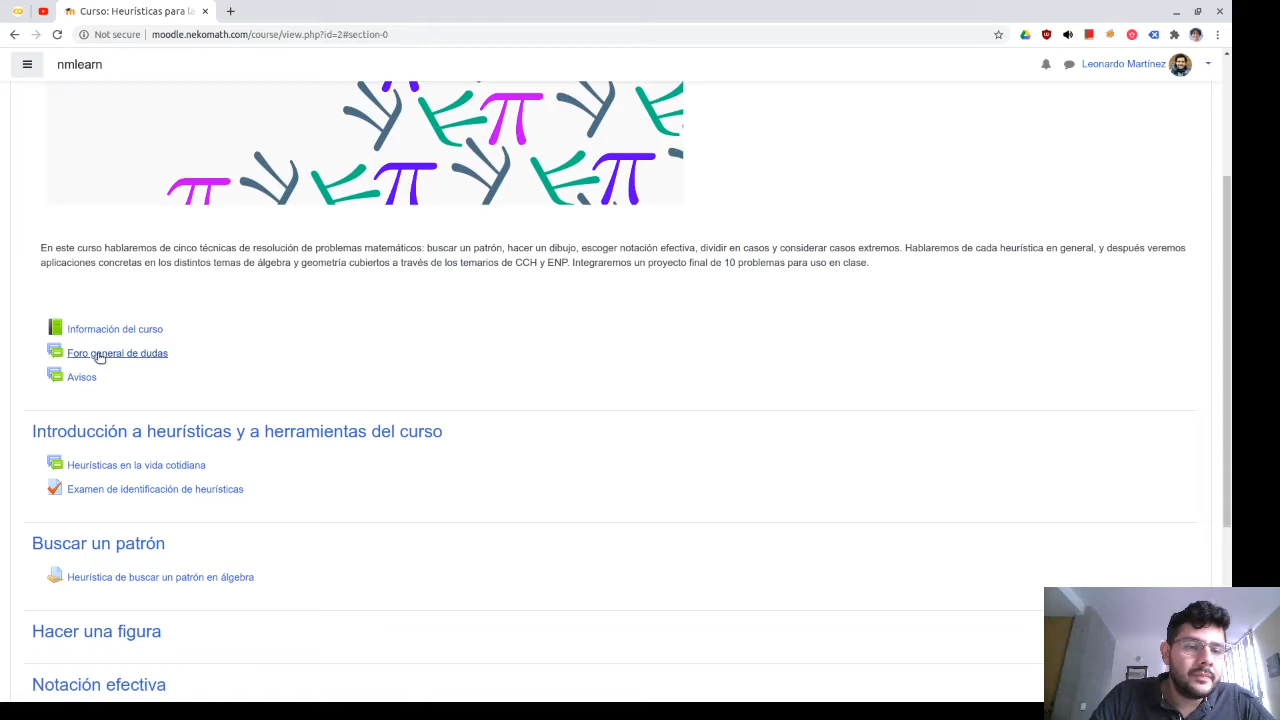 Curso: Heurísticas para la
Not secure
moodle.nekomath.com/course/view.php?id=2#section-0
nmlearn
Leonardo Martínez
En este curso hablaremos de cinco técnicas de resolución de problemas matemáticos: buscar un patrón, hacer un dibujo, escoger notación efectiva, dividir en casos y considerar casos extremos. Hablaremos de cada heurística en general, y después veremos
aplicaciones concretas en los distintos temas de álgebra y geometría cubiertos a través de los temarios de CCH y ENP. Integraremos un proyecto final de 10 problemas para uso en clase.
Información del curso
Foro general de dudas
Avisos
Introducción a heurísticas y a herramientas del curso
Heurísticas en la vida cotidiana
Examen de identificación de heurísticas
Buscar un patrón
Heurística de buscar un patrón en álgebra
Hacer una figura
Notación efectiva